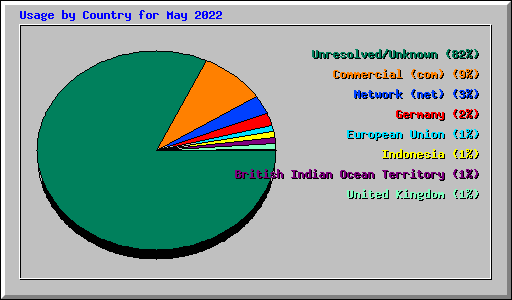 Usage by Country for May 2022
Unresolved/Unknown (82%)
Commercial (com) (9%)
Network (net) (3%)
Germany (2%)
European Union (1%)
Indonesia (1%)
British Indian Ocean Territory (1%)
United Kingdom (1%)